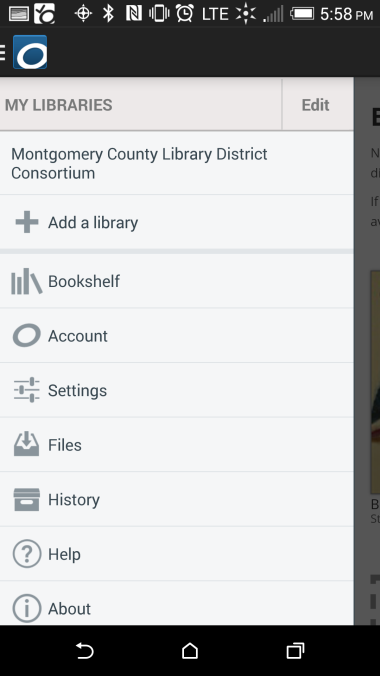 LTE 5:58 PM
MY LIBRARIES Edit
Montgomery County Library District
Consortium
Add a library
Bookshelf
Account
Settings
Files
History
Help
About